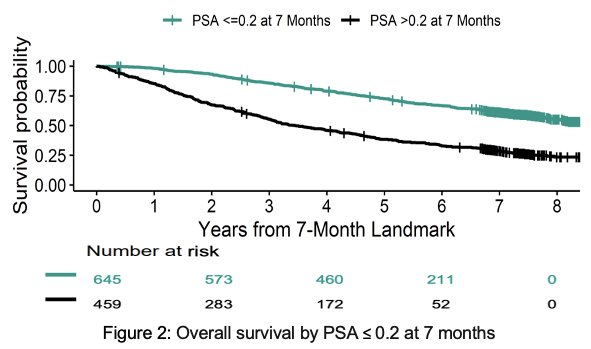 PSA <=0.2 at 7 Months PSA >0.2 at 7 Months
Survival probability
1.00
0.75
0.50
0.25
0.00
0 1 2 3 4 5 6 7 8
Years from 7-Month Landmark
Number at risk
645 573 460 211 0
459 283 172 52 0
Figure 2: Overall survival by PSA ≤ 0.2 at 7 months